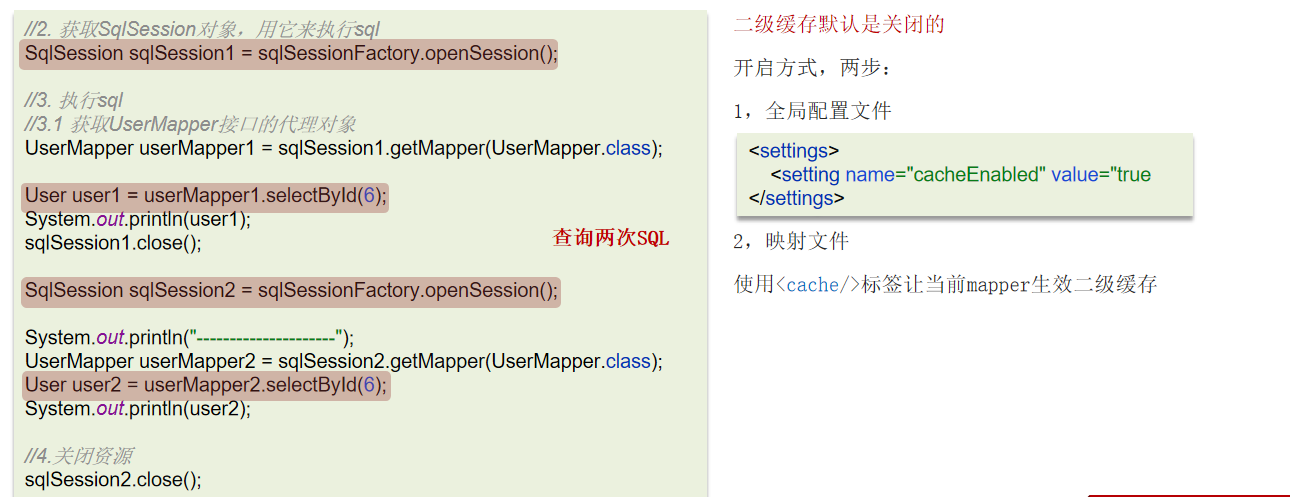 //2. 获取SqlSession对象，用它来执行sql
SqlSession sqlSession1 = sqlSessionFactory.openSession();
//3. 执行sql
//3.1 获取UserMapper接口的代理对象
UserMapper userMapper1 = sqlSession1.getMapper(UserMapper.class);
User user1 = userMapper1.selectById(6);
System.out.println(user1);
sqlSession1.close();
查询两次SQL
SqlSession sqlSession2 = sqlSessionFactory.openSession();
System.out.println("---------------------");
UserMapper userMapper2 = sqlSession2.getMapper(UserMapper.class);
User user2 = userMapper2.selectById(6);
System.out.println(user2);
//4.关闭资源
sqlSession2.close();
二级缓存默认是关闭的
开启方式，两步：
1，全局配置文件
<settings>
<setting name="cacheEnabled" value="true
</settings>
2，映射文件
使用<cache/>标签让当前mapper生效二级缓存